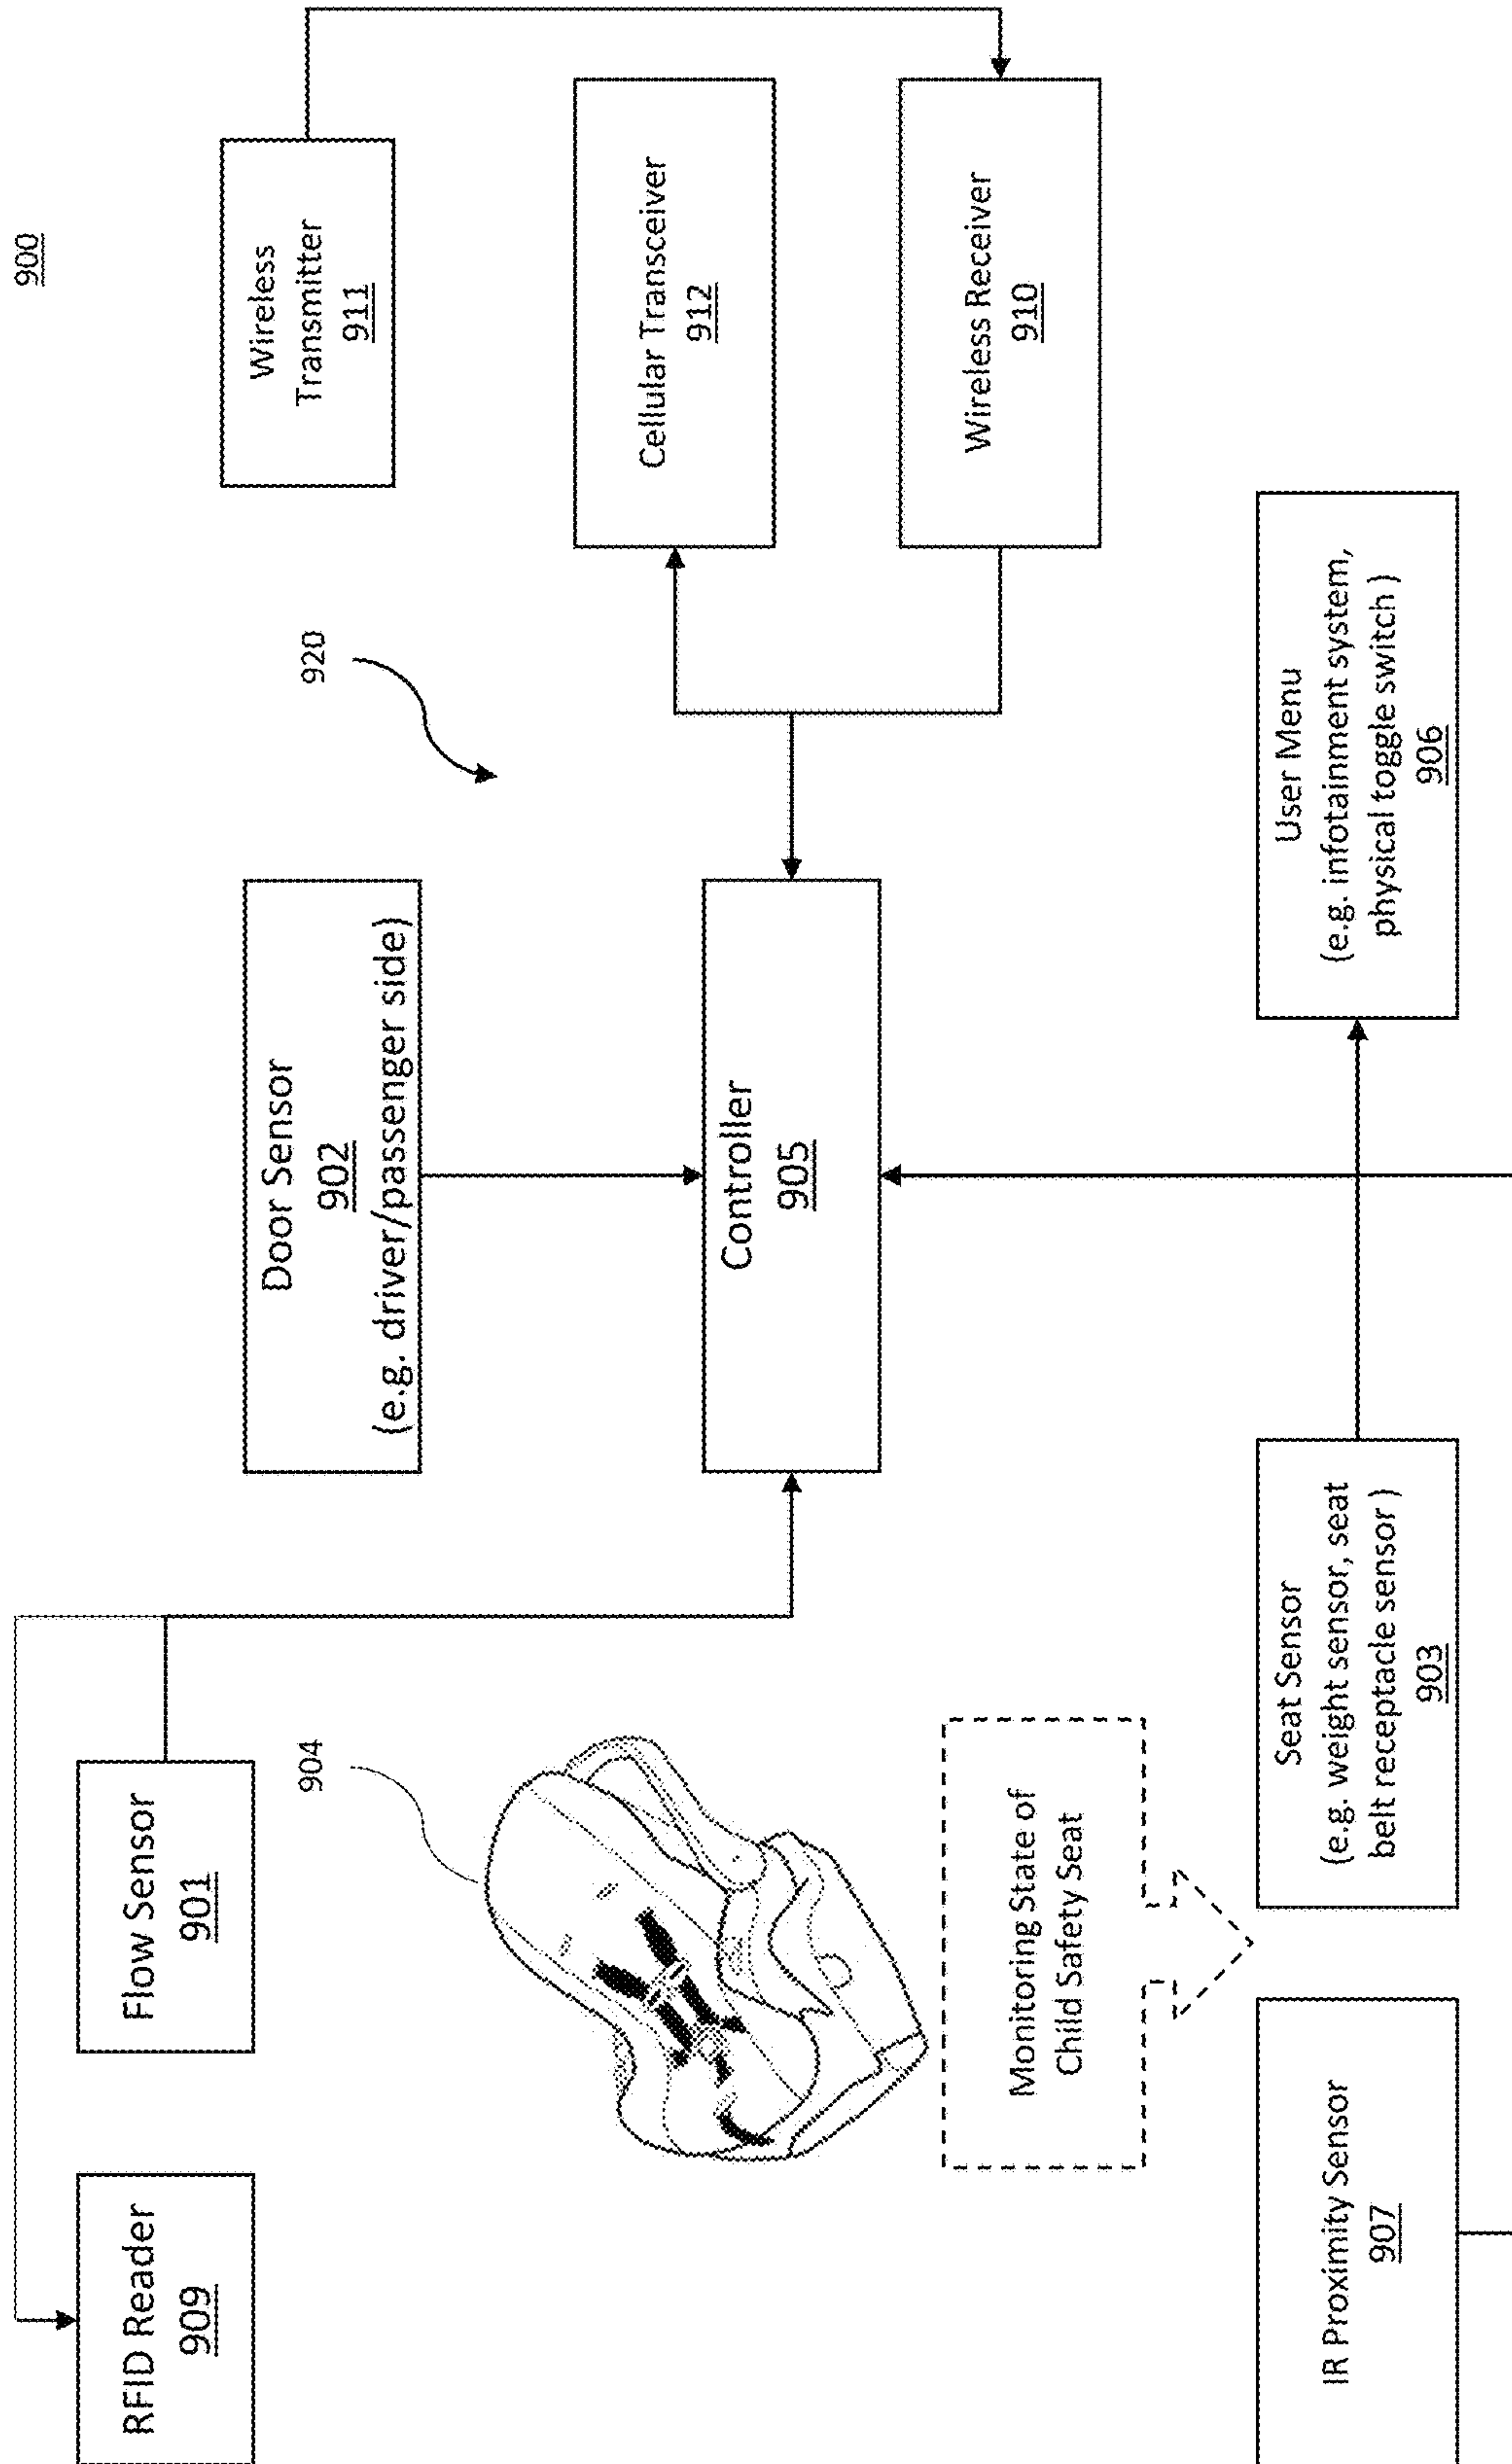 900
RFID Reader
909
Flow Sensor
901
Door Sensor
902
(e.g. driver/passenger side)
Wireless
Transmitter
911
904
920
Cellular Transceiver
912
Controller
905
Wireless Receiver
910
Monitoring State of
Child Safety Seat
IR Proximity Sensor
907
Seat Sensor
(e.g. weight sensor, seat
belt receptacle sensor )
903
User Menu
(e.g. infotainment system,
physical toggle switch )
906